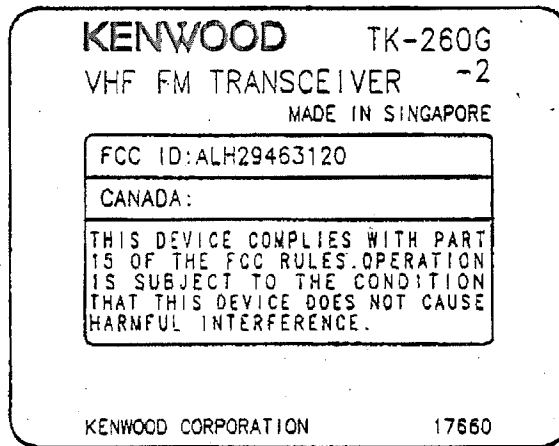 KENWOOD TK-260G
VHF FM TRANSCEIVER -2
MADE IN SINGAPORE
FCC ID:ALH29463120
CANADA:
THIS DEVICE COMPLIES WITH PART
15 OF THE FCC RULES.OPERATION
IS SUBJECT TO THE CONDITION
THAT THIS DEVICE DOES NOT CAUSE
HARMFUL INTERFERENCE.
KENWOOD CORPORATION 17660